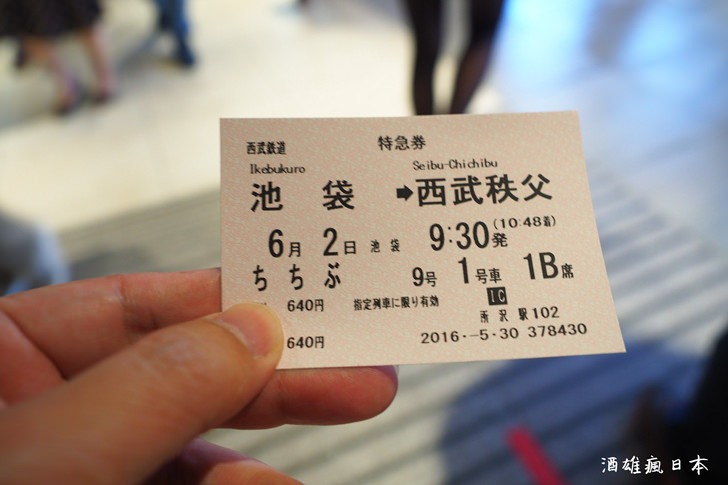 西武鉄道 特急券
Ikebukuro Seibu-Chichibu
池袋 ➡ 西武秩父
6月 2日 池袋 9:30発 (10:48着)
ちちぶ 9号 1号車 1B席
640円 指定列車に限り有効 IC
所沢 駅102
640円 2016.-5.30 378430
酒雄瘋日本